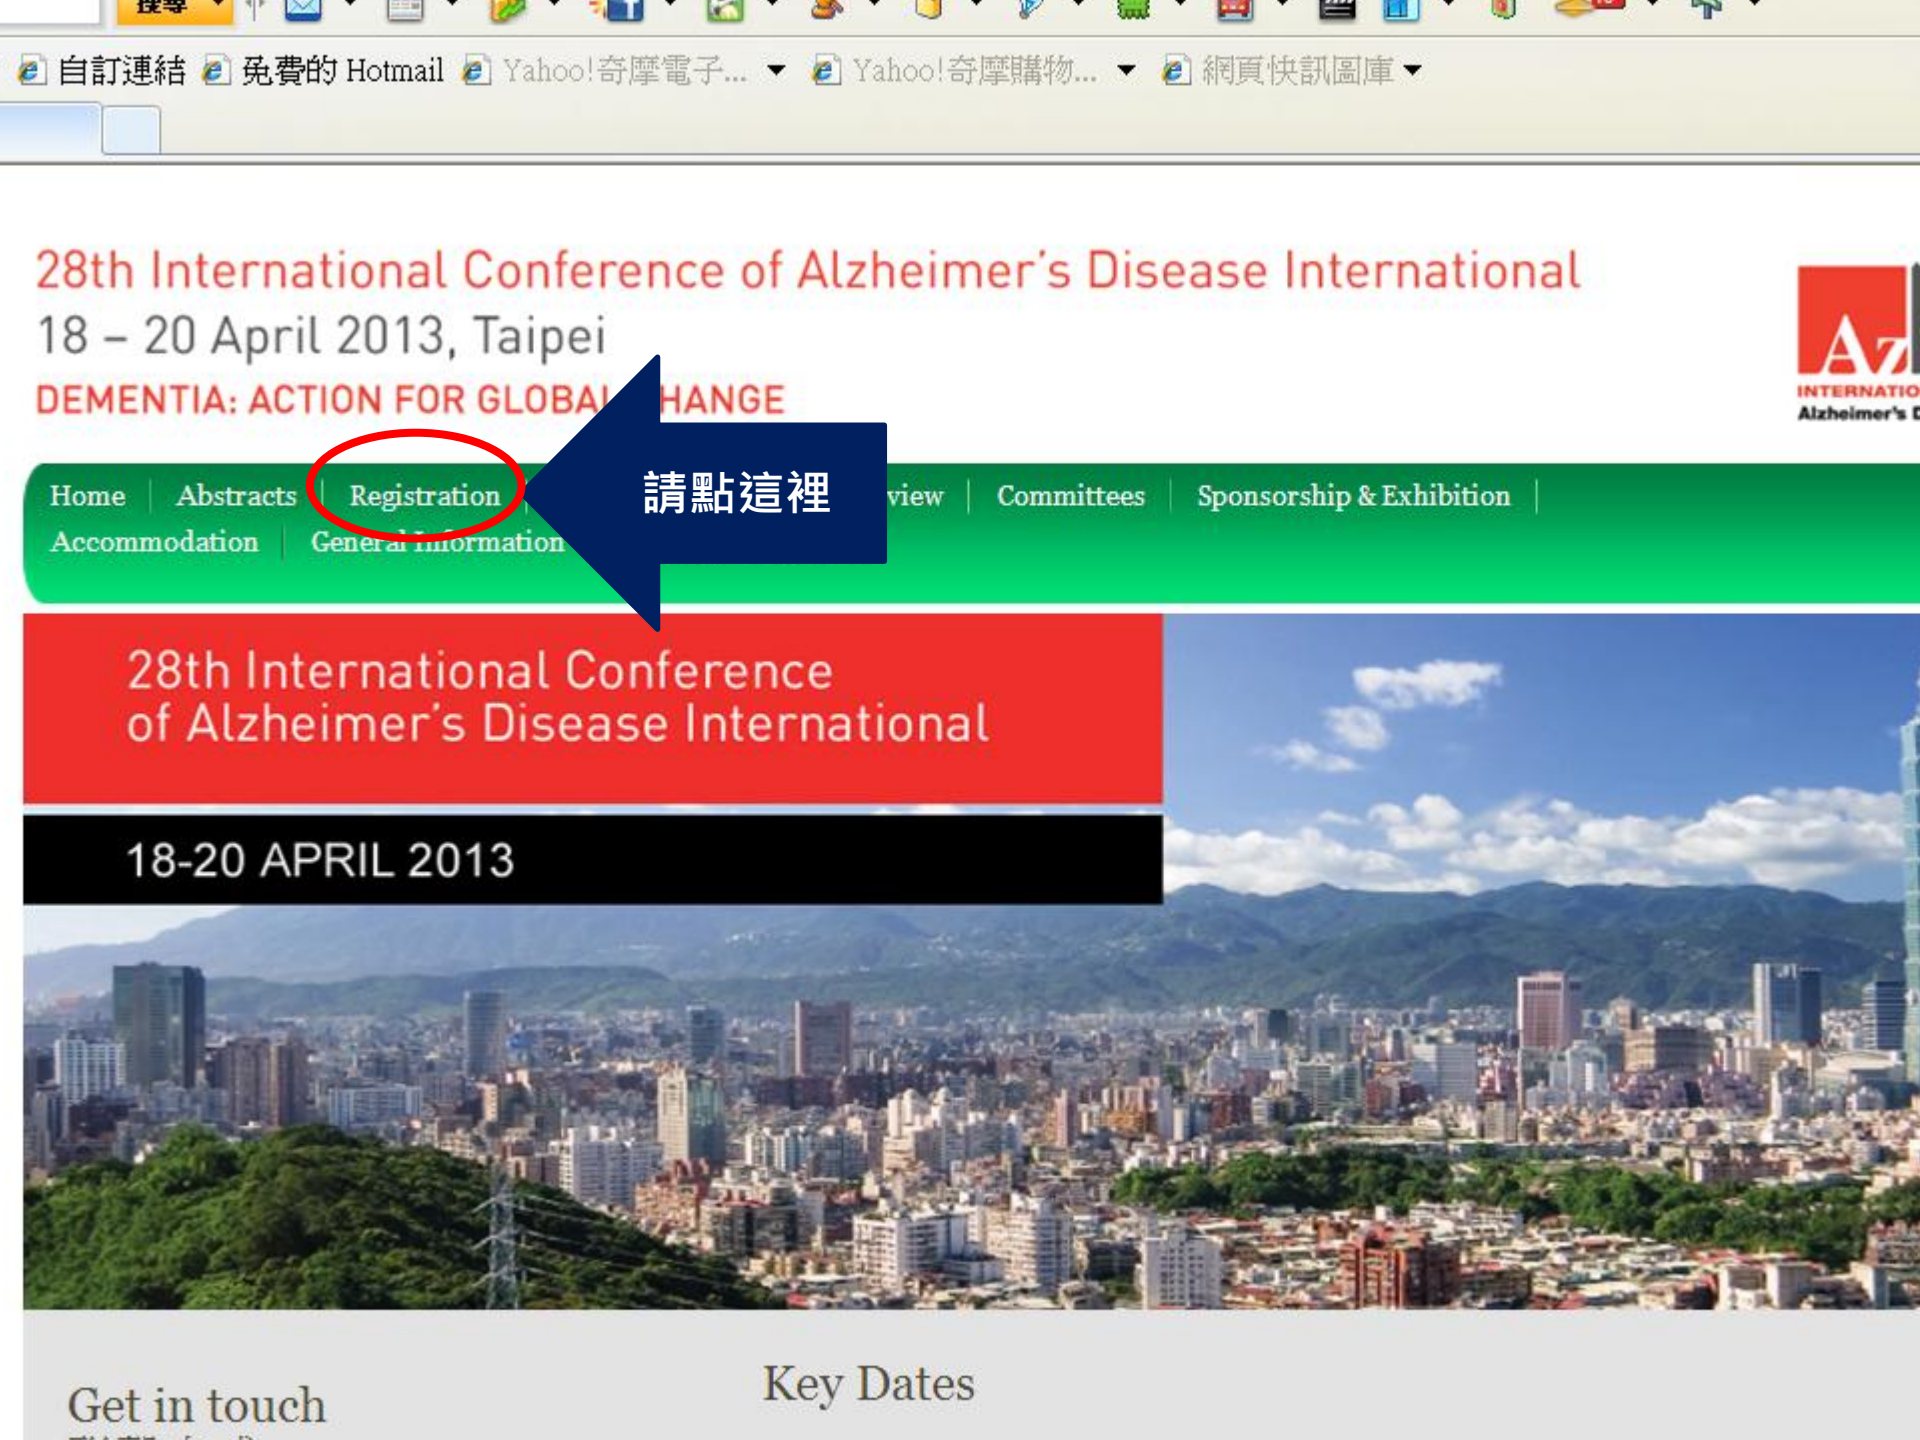 搜尋
自訂連結 免費的 Hotmail Yahoo!奇摩電子... Yahoo!奇摩購物... 網頁快訊圖庫
28th International Conference of Alzheimer's Disease International
18 – 20 April 2013, Taipei
DEMENTIA: ACTION FOR GLOBAL HANGE
Az
INTERNATIO
Alzheimer's D
Home Abstracts Registration 請點這裡 view Committees Sponsorship & Exhibition
Accommodation General Information
28th International Conference
of Alzheimer's Disease International
18-20 APRIL 2013
Key Dates
Get in touch